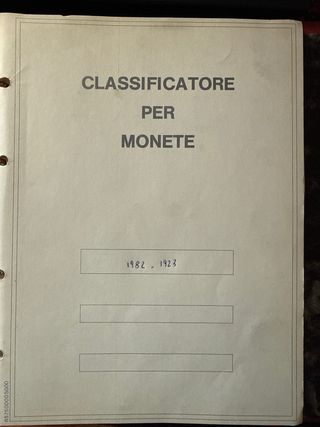 CLASSIFICATORE
PER
MONETE
1982 - 1923